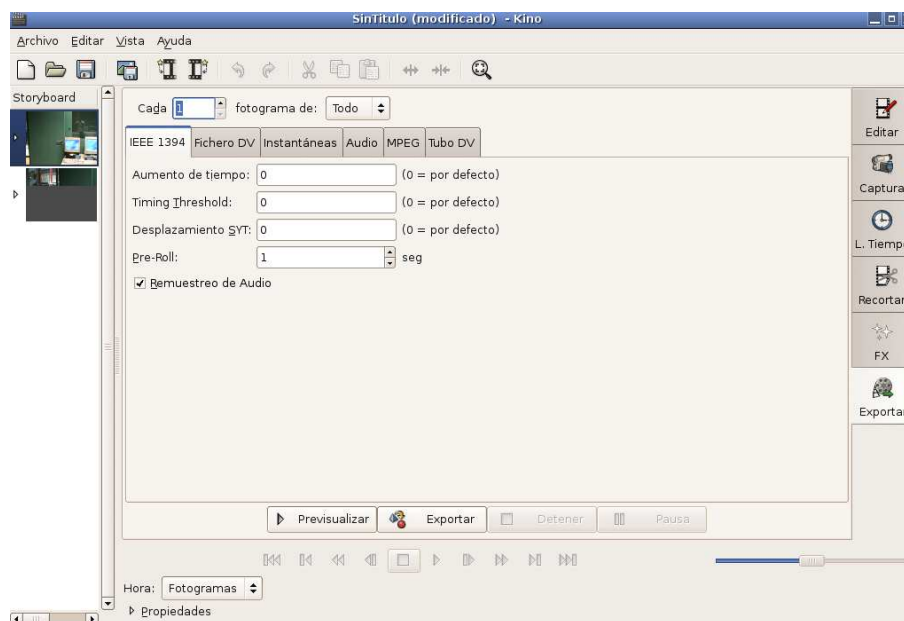 SinTitulo (modificado) - Kino
Archivo Editar Vista Ayuda
Storyboard
Cada 1 fotograma de: Todo
IEEE 1394 Fichero DV Instantáneas Audio MPEG Tubo DV
Aumento de tiempo: 0 (0 = por defecto)
Timing Threshold: 0 (0 = por defecto)
Desplazamiento SYT: 0 (0 = por defecto)
Pre-Roll: 1 seg
Remuestreo de Audio
Previsualizar Exportar Detener Pausa
Hora: Fotogramas
Propiedades
Editar
Captura
L. Tiemp
Recortar
FX
Exportar